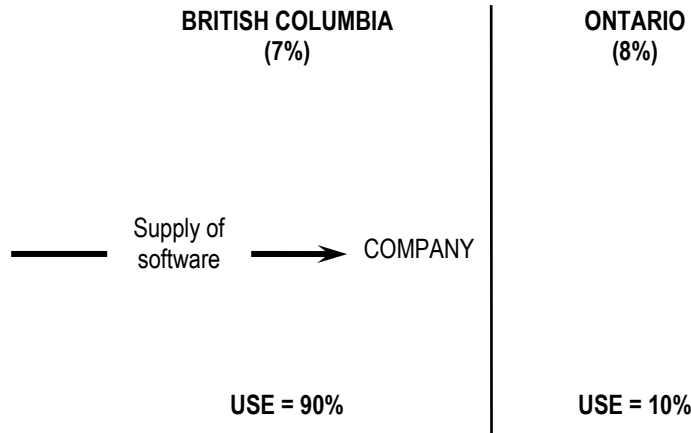 BRITISH COLUMBIA
(7%)
ONTARIO
(8%)
Supply of
software
COMPANY
USE = 90%
USE = 10%